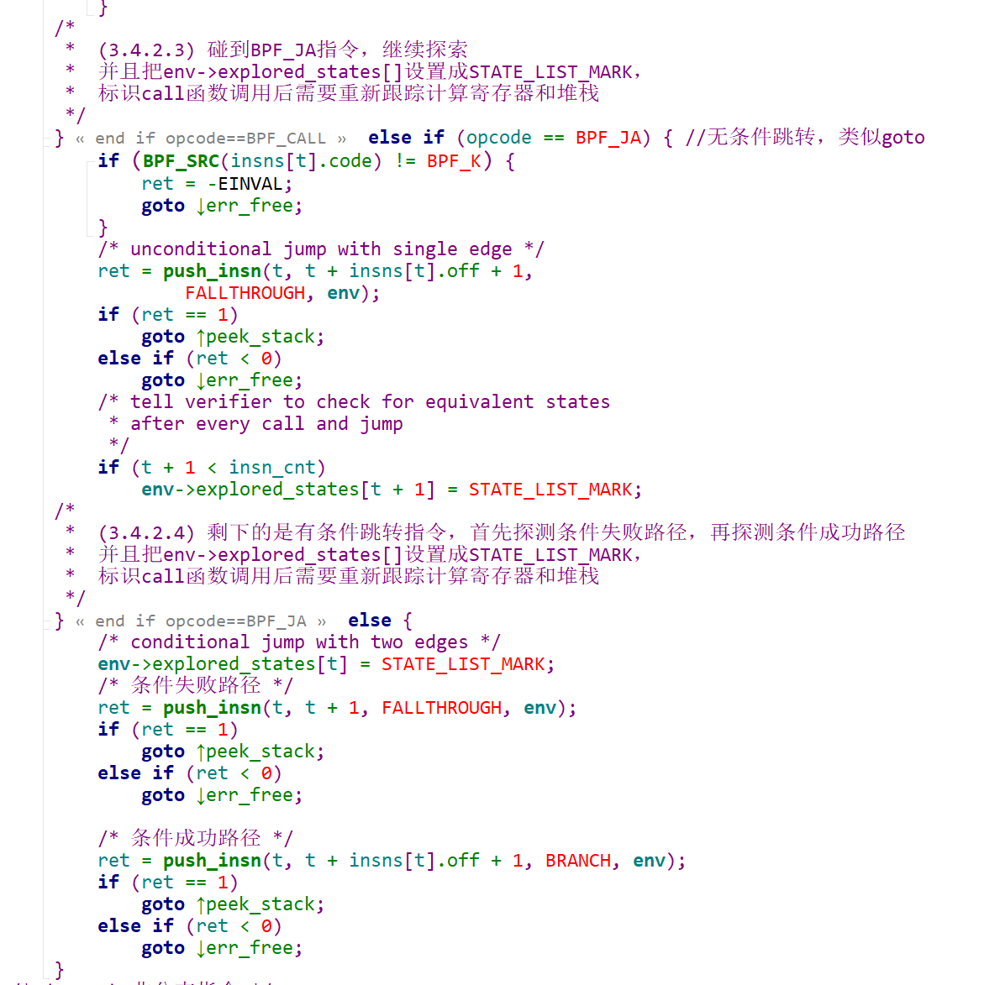 }
/*
 *  (3.4.2.3) 碰到BPF_JA指令，继续探索
 *  并且把env->explored_states[]设置成STATE_LIST_MARK，
 *  标识call函数调用后需要重新跟踪计算寄存器和堆栈
 */
} « end if opcode==BPF_CALL »  else if (opcode == BPF_JA) { //无条件跳转，类似goto
    if (BPF_SRC(insns[t].code) != BPF_K) {
        ret = -EINVAL;
        goto ↓err_free;
    }
    /* unconditional jump with single edge */
    ret = push_insn(t, t + insns[t].off + 1,
            FALLTHROUGH, env);
    if (ret == 1)
        goto ↑peek_stack;
    else if (ret < 0)
        goto ↓err_free;
    /* tell verifier to check for equivalent states
     * after every call and jump
     */
    if (t + 1 < insn_cnt)
        env->explored_states[t + 1] = STATE_LIST_MARK;
/*
 *  (3.4.2.4) 剩下的是有条件跳转指令，首先探测条件失败路径，再探测条件成功路径
 *  并且把env->explored_states[]设置成STATE_LIST_MARK，
 *  标识call函数调用后需要重新跟踪计算寄存器和堆栈
 */
} « end if opcode==BPF_JA »  else {
    /* conditional jump with two edges */
    env->explored_states[t] = STATE_LIST_MARK;
    /* 条件失败路径 */
    ret = push_insn(t, t + 1, FALLTHROUGH, env);
    if (ret == 1)
        goto ↑peek_stack;
    else if (ret < 0)
        goto ↓err_free;

    /* 条件成功路径 */
    ret = push_insn(t, t + insns[t].off + 1, BRANCH, env);
    if (ret == 1)
        goto ↑peek_stack;
    else if (ret < 0)
        goto ↓err_free;
}